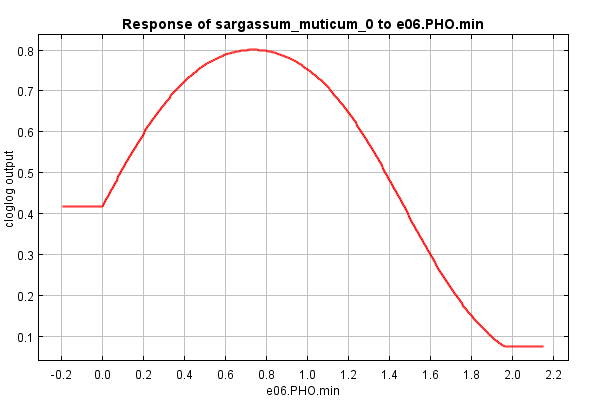 Response of sargassum_muticum_0 to e06.PHO.min
cloglog output
0.8
0.7
0.6
0.5
0.4
0.3
0.2
0.1
-0.2 0.0 0.2 0.4 0.6 0.8 1.0 1.2 1.4 1.6 1.8 2.0 2.2
e06.PHO.min